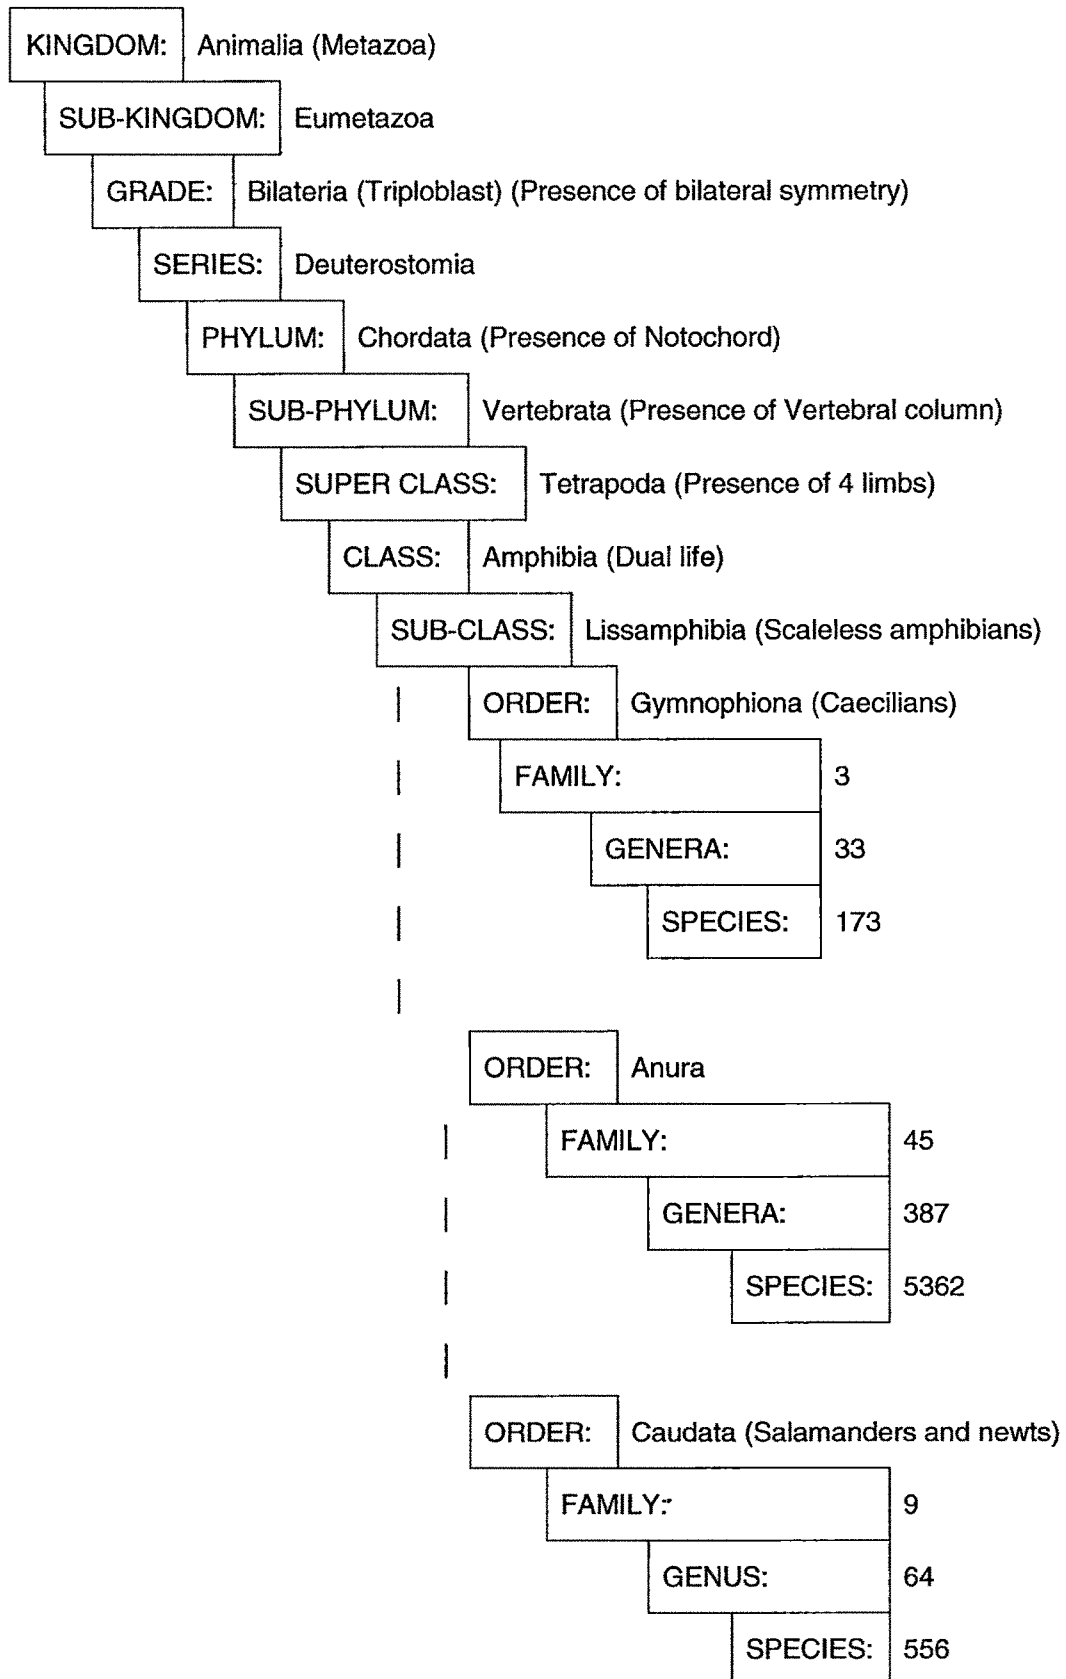 KINGDOM: Animalia (Metazoa)
SUB-KINGDOM: Eumetazoa
GRADE: Bilateria (Triploblast) (Presence of bilateral symmetry)
SERIES: Deuterostomia
PHYLUM: Chordata (Presence of Notochord)
SUB-PHYLUM: Vertebrata (Presence of Vertebral column)
SUPER CLASS: Tetrapoda (Presence of 4 limbs)
CLASS: Amphibia (Dual life)
SUB-CLASS: Lissamphibia (Scaleless amphibians)
ORDER: Gymnophiona (Caecilians)
FAMILY: 3
GENERA: 33
SPECIES: 173
ORDER: Anura
FAMILY: 45
GENERA: 387
SPECIES: 5362
ORDER: Caudata (Salamanders and newts)
FAMILY: 9
GENUS: 64
SPECIES: 556